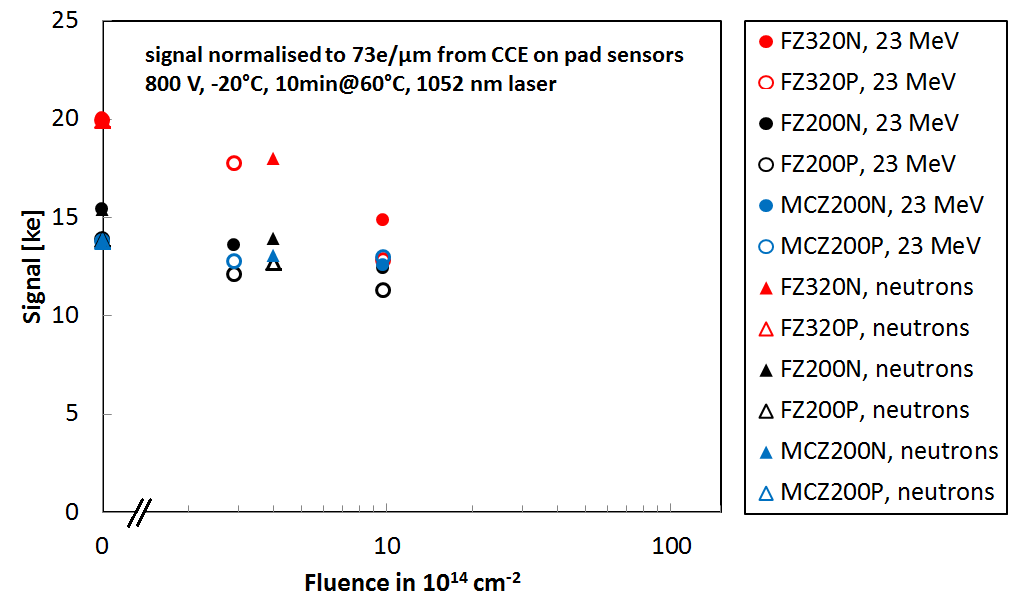 25
20
15
10
5
0
Signal [ke]
signal normalised to 73e/µm from CCE on pad sensors
800 V, -20°C, 10min@60°C, 1052 nm laser
0
10
100
Fluence in 10¹⁴ cm⁻²
FZ320N, 23 MeV
FZ320P, 23 MeV
FZ200N, 23 MeV
FZ200P, 23 MeV
MCZ200N, 23 MeV
MCZ200P, 23 MeV
FZ320N, neutrons
FZ320P, neutrons
FZ200N, neutrons
FZ200P, neutrons
MCZ200N, neutrons
MCZ200P, neutrons